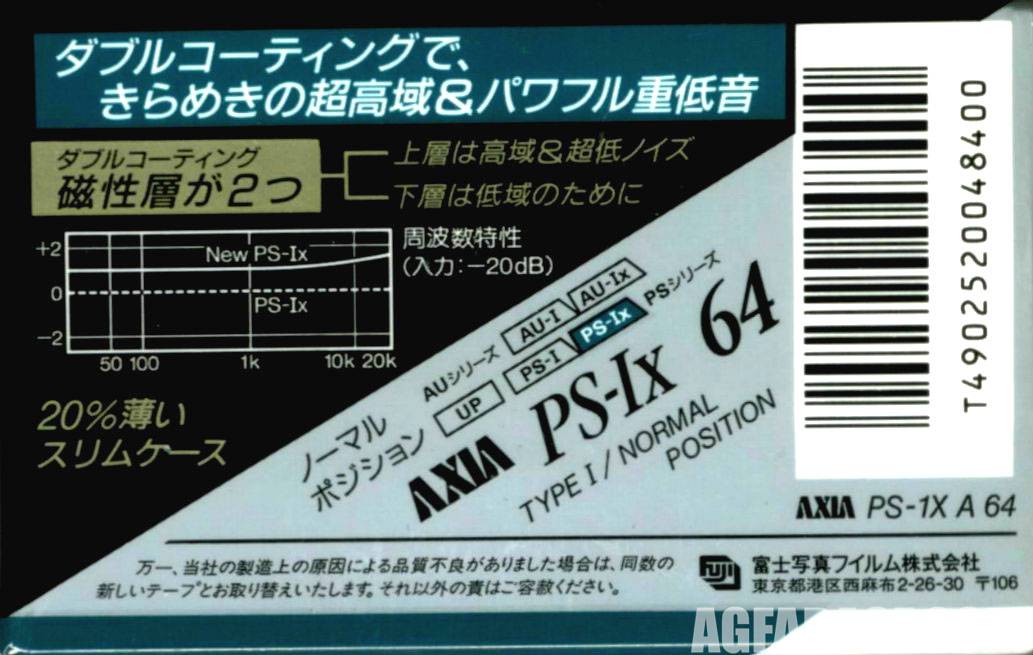 ダブルコーティングで、
きらめきの超高域&パワフル重低音
ダブルコーティング
磁性層が2つ
上層は高域&超低ノイズ
下層は低域のために
周波数特性
(入力:−20dB)
+2
0
−2
New PS-Ix
PS-Ix
50 100 1k 10k 20k
20%薄い
スリムケース
ノーマル
ポジション
AUシリーズ
AU-I AU-Ix
PSシリーズ
UP PS-I PS-Ix
AXIA PS-Ix 64
TYPE I / NORMAL
POSITION
T4902520048400
AXIA PS-1X A 64
万一、当社の製造上の原因による品質不良がありました場合は、同数の
新しいテープとお取り替えいたします。それ以外の責はご容赦ください。
FUJI
富士写真フイルム株式会社
東京都港区西麻布2-26-30 〒106